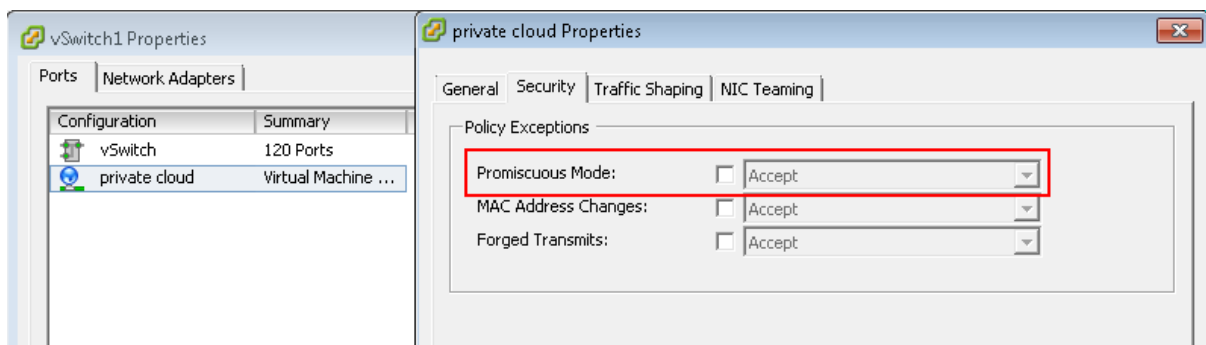 vSwitch1 Properties
Ports Network Adapters
Configuration Summary
vSwitch 120 Ports
private cloud Virtual Machine ...
private cloud Properties
General Security Traffic Shaping NIC Teaming
Policy Exceptions
Promiscuous Mode: Accept
MAC Address Changes: Accept
Forged Transmits: Accept